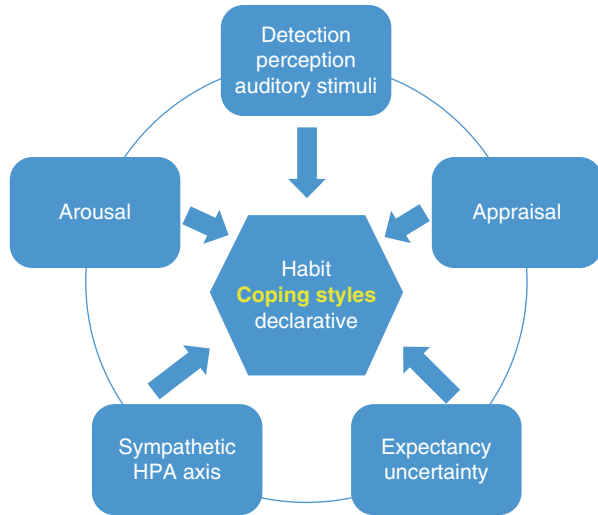 Detection
perception
auditory stimuli
Arousal
Appraisal
Habit
Coping styles
declarative
Sympathetic
HPA axis
Expectancy
uncertainty